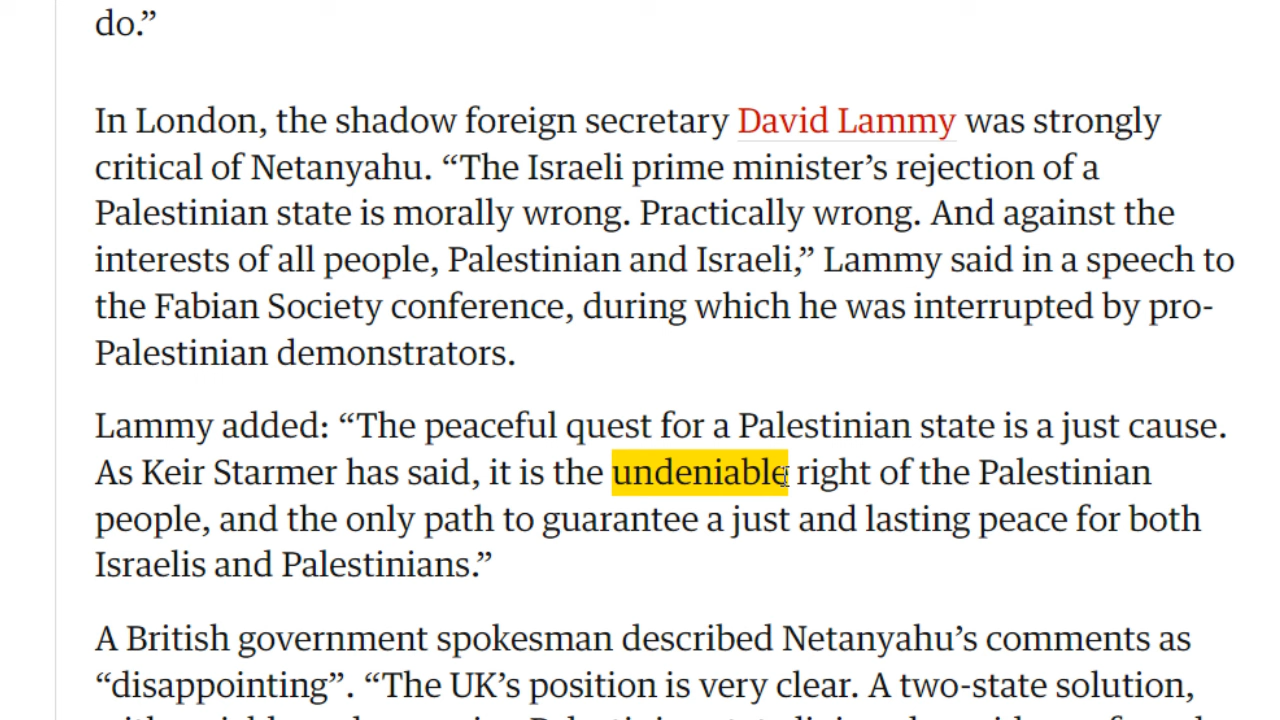 do.”
In London, the shadow foreign secretary David Lammy was strongly
critical of Netanyahu. “The Israeli prime minister’s rejection of a
Palestinian state is morally wrong. Practically wrong. And against the
interests of all people, Palestinian and Israeli,” Lammy said in a speech to
the Fabian Society conference, during which he was interrupted by pro-
Palestinian demonstrators.
Lammy added: “The peaceful quest for a Palestinian state is a just cause.
As Keir Starmer has said, it is the undeniable right of the Palestinian
people, and the only path to guarantee a just and lasting peace for both
Israelis and Palestinians.”
A British government spokesman described Netanyahu’s comments as
“disappointing”. “The UK’s position is very clear. A two-state solution,